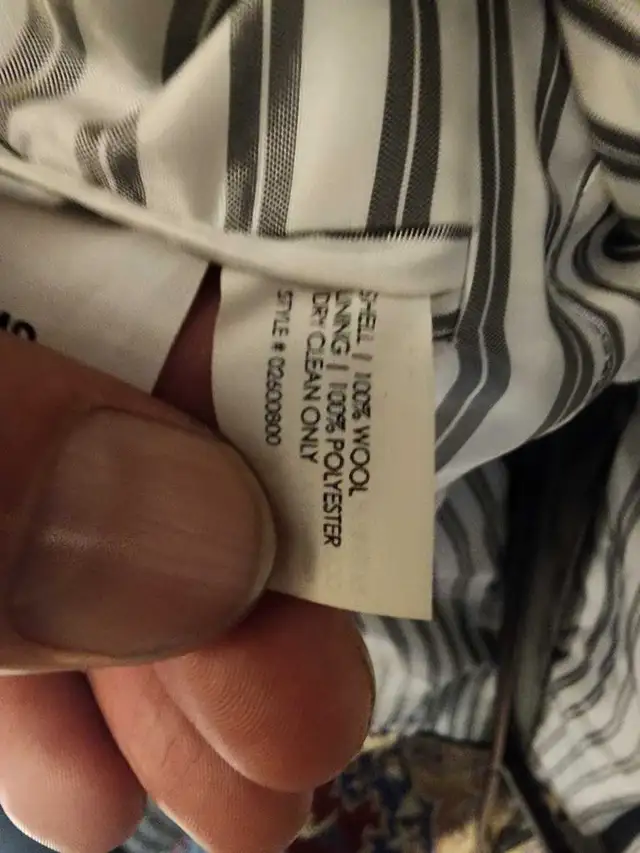 SHELL | 100% WOOL
LINING | 100% POLYESTER
DRY CLEAN ONLY
STYLE # 02600800